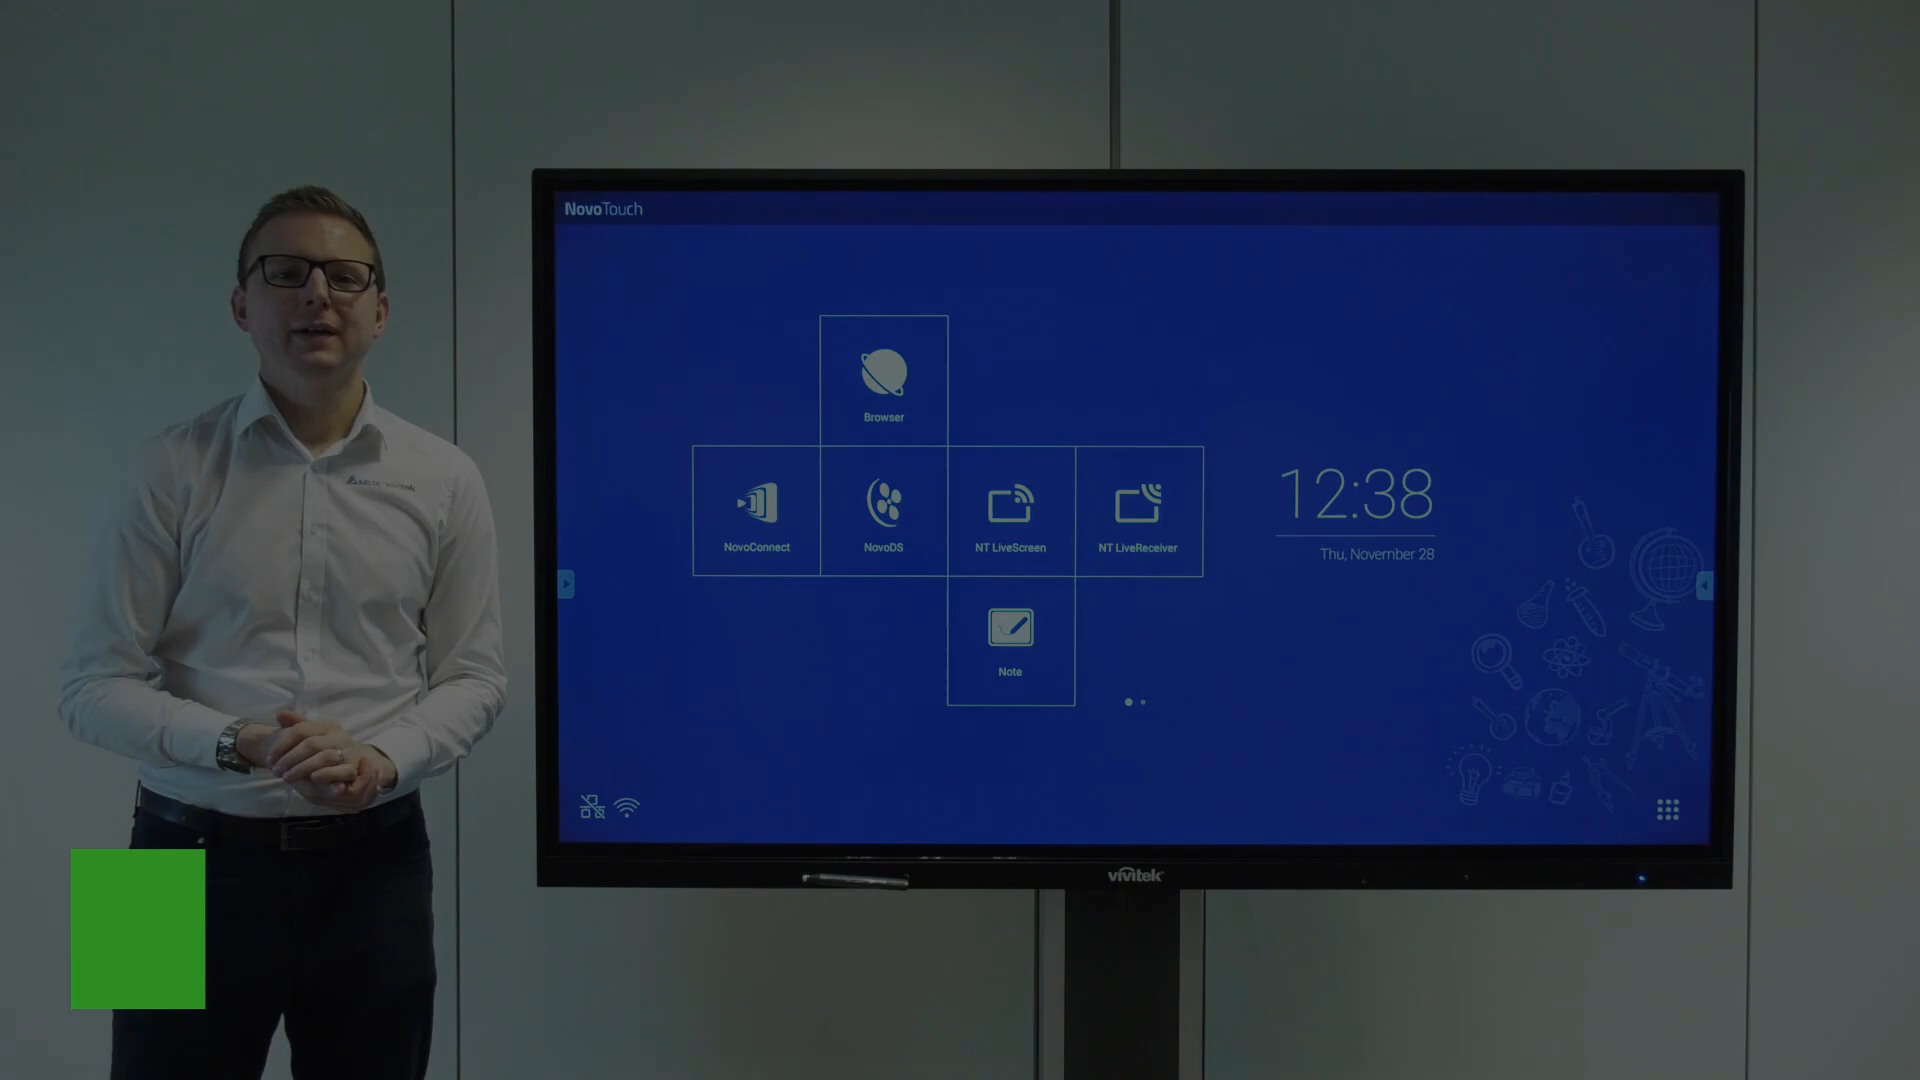 NovoTouch
Browser
NovoConnect
NovoDS
NT LiveScreen
NT LiveReceiver
12:38
Thu, November 28
Note
vivitek